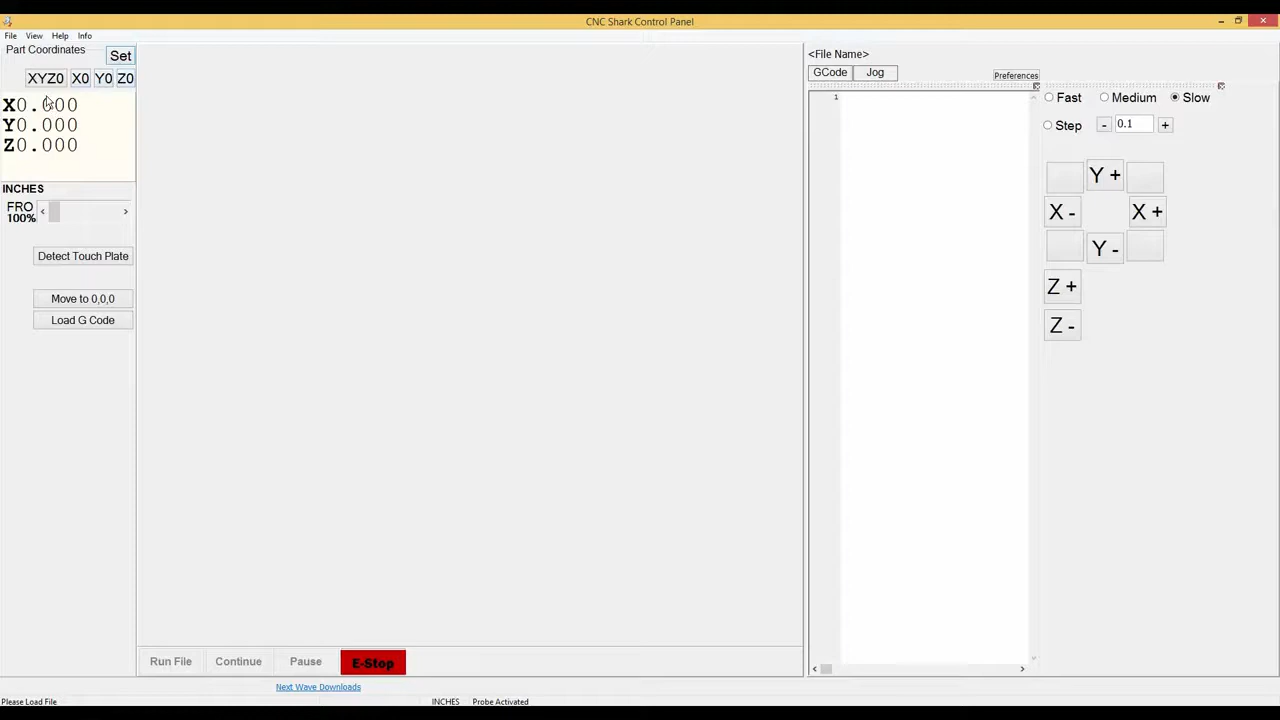 CNC Shark Control Panel
File View Help Info
Part Coordinates
Set
XYZ0 X0 Y0 Z0
X0.000
Y0.000
Z0.000
INCHES
FRO
100%
Detect Touch Plate
Move to 0,0,0
Load G Code
Run File Continue Pause E-Stop
Next Wave Downloads
<File Name>
GCode Jog
Preferences
1
Fast Medium Slow
Step - 0.1 +
Y +
X - X +
Y -
Z +
Z -
Please Load File INCHES Probe Activated